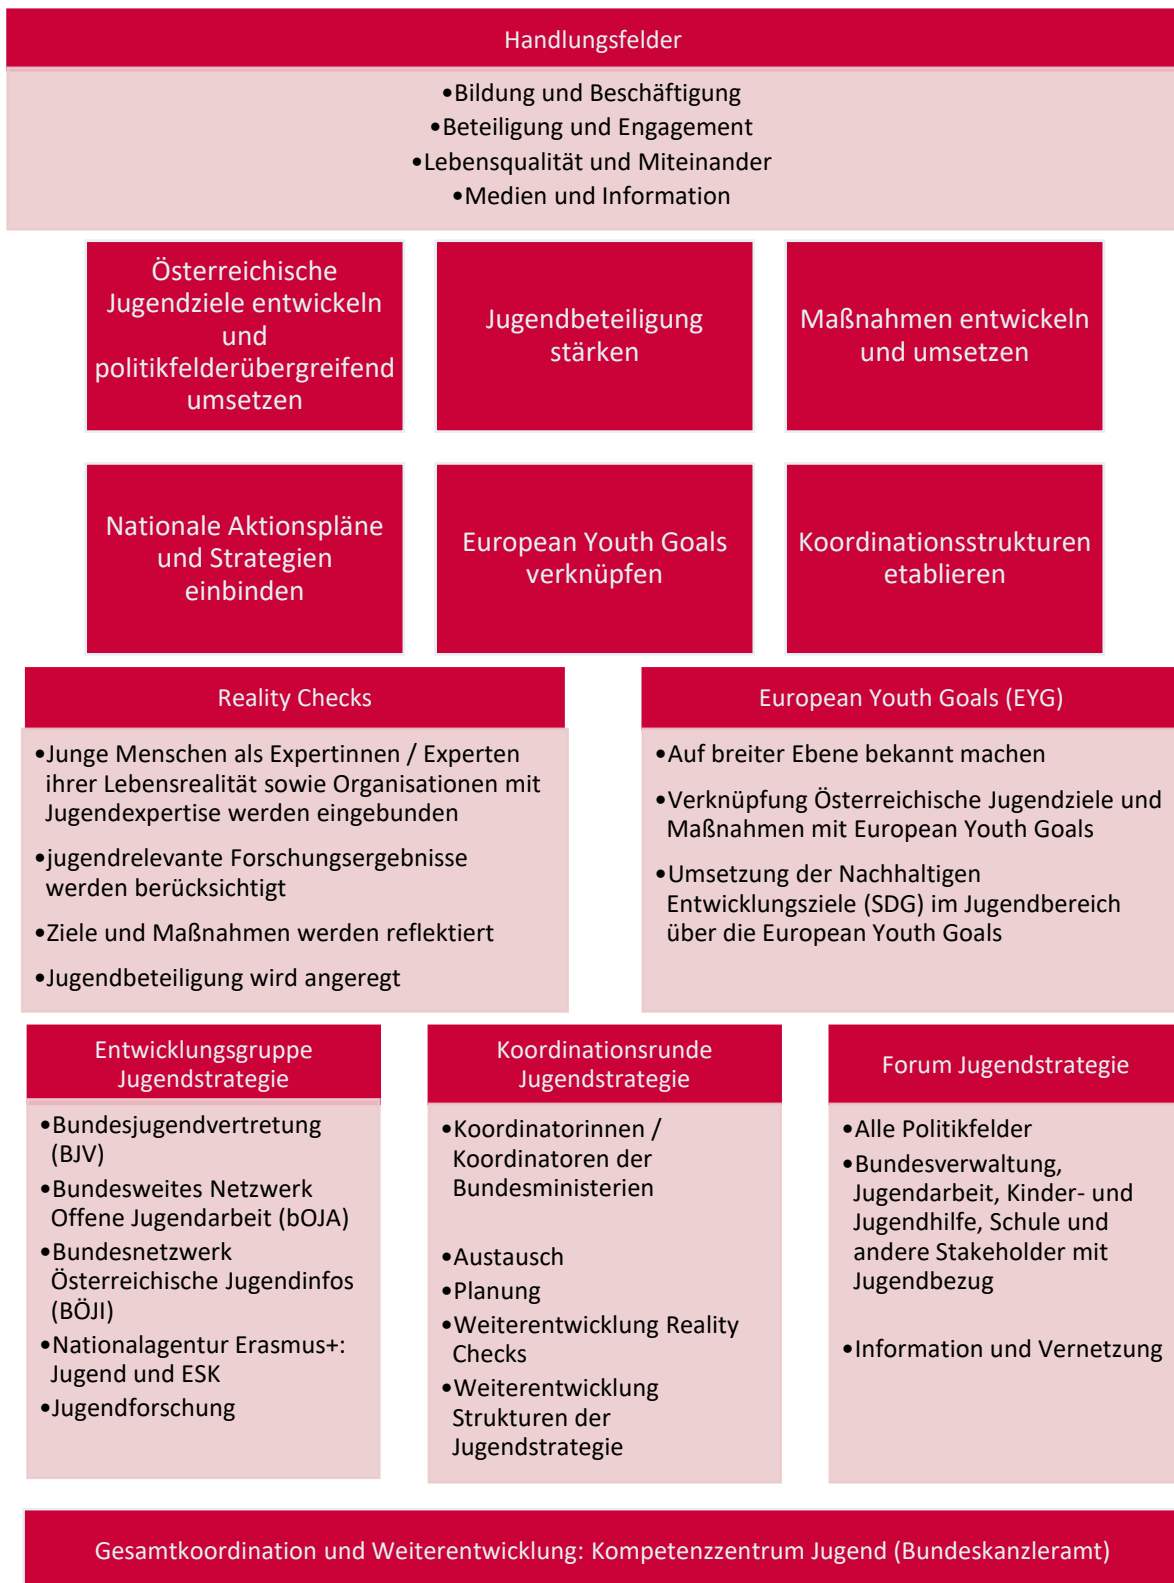 Handlungsfelder
•Bildung und Beschäftigung
•Beteiligung und Engagement
•Lebensqualität und Miteinander
•Medien und Information
Österreichische
Jugendziele entwickeln
und
politikfelderübergreifend
umsetzen
Jugendbeteiligung
stärken
Maßnahmen entwickeln
und umsetzen
Nationale Aktionspläne
und Strategien
einbinden
European Youth Goals
verknüpfen
Koordinationsstrukturen
etablieren
Reality Checks
•Junge Menschen als Expertinnen / Experten
ihrer Lebensrealität sowie Organisationen mit
Jugendexpertise werden eingebunden
•jugendrelevante Forschungsergebnisse
werden berücksichtigt
•Ziele und Maßnahmen werden reflektiert
•Jugendbeteiligung wird angeregt
European Youth Goals (EYG)
•Auf breiter Ebene bekannt machen
•Verknüpfung Österreichische Jugendziele und
Maßnahmen mit European Youth Goals
•Umsetzung der Nachhaltigen
Entwicklungsziele (SDG) im Jugendbereich
über die European Youth Goals
Entwicklungsgruppe
Jugendstrategie
•Bundesjugendvertretung
(BJV)
•Bundesweites Netzwerk
Offene Jugendarbeit (bOJA)
•Bundesnetzwerk
Österreichische Jugendinfos
(BÖJI)
•Nationalagentur Erasmus+:
Jugend und ESK
•Jugendforschung
Koordinationsrunde
Jugendstrategie
•Koordinatorinnen /
Koordinatoren der
Bundesministerien
•Austausch
•Planung
•Weiterentwicklung Reality
Checks
•Weiterentwicklung
Strukturen der
Jugendstrategie
Forum Jugendstrategie
•Alle Politikfelder
•Bundesverwaltung,
Jugendarbeit, Kinder- und
Jugendhilfe, Schule und
andere Stakeholder mit
Jugendbezug
•Information und Vernetzung
Gesamtkoordination und Weiterentwicklung: Kompetenzzentrum Jugend (Bundeskanzleramt)